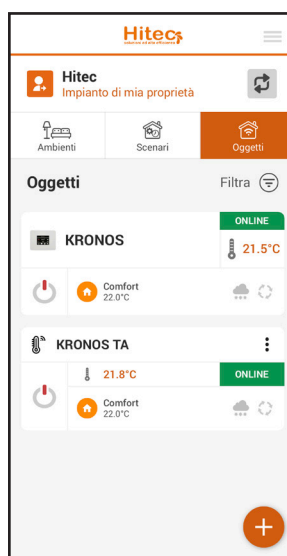 Hitec
Hitec
Impianto di mia proprietà
Ambienti
Scenari
Oggetti
Oggetti
Filtra
KRONOS
ONLINE
21.5°C
Comfort
22.0°C
KRONOS TA
21.8°C
ONLINE
Comfort
22.0°C